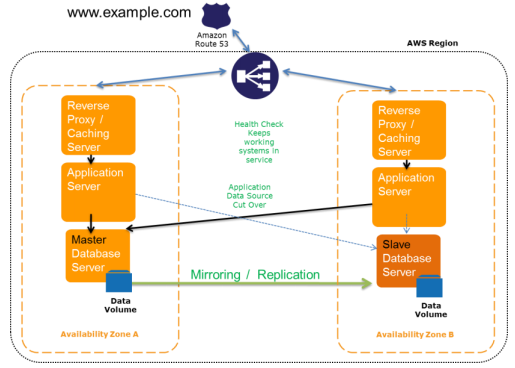 www.example.com
Amazon
Route 53
AWS Region
Reverse
Proxy /
Caching
Server
Reverse
Proxy /
Caching
Server
Health Check
Keeps
working
systems in
service
Application
Server
Application
Server
Application
Data Source
Cut Over
Master
Database
Server
Slave
Database
Server
Mirroring / Replication
Data
Volume
Data
Volume
Availability Zone A
Availability Zone B